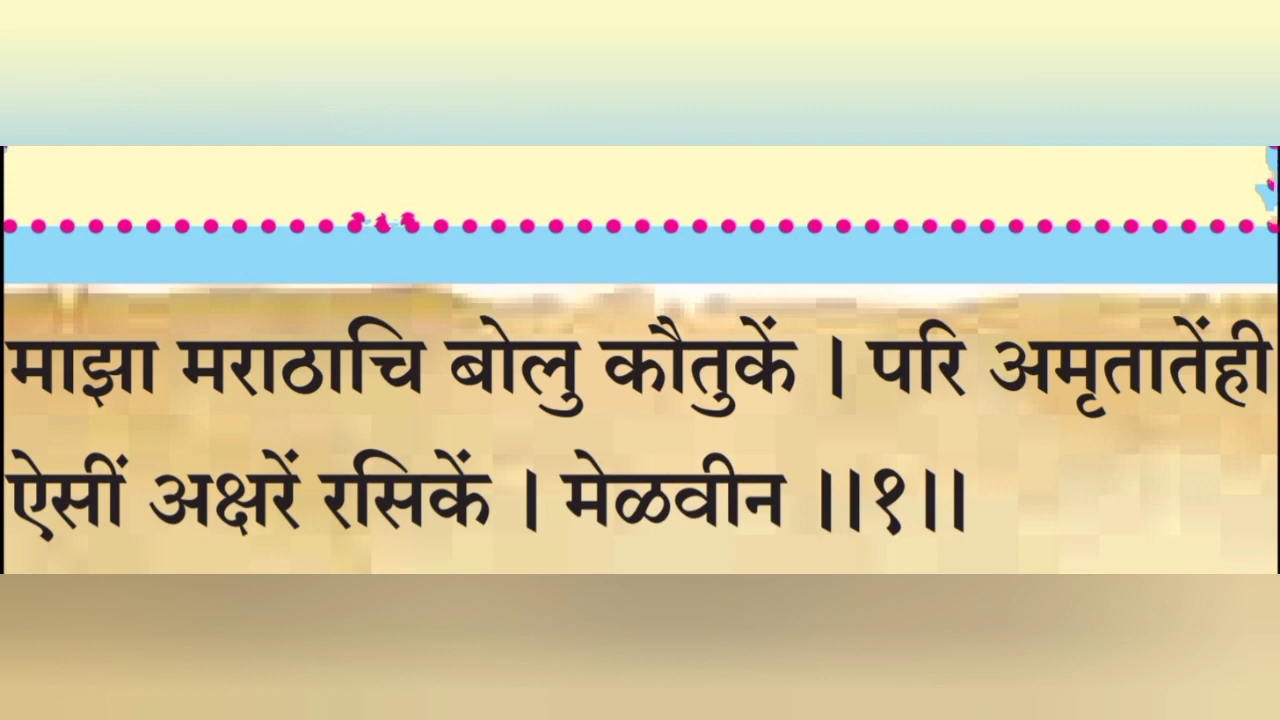 माझा मराठाचि बोलु कौतुकें । परि अमृतातेंही
ऐसीं अक्षरें रसिकें । मेळवीन ।।१।।